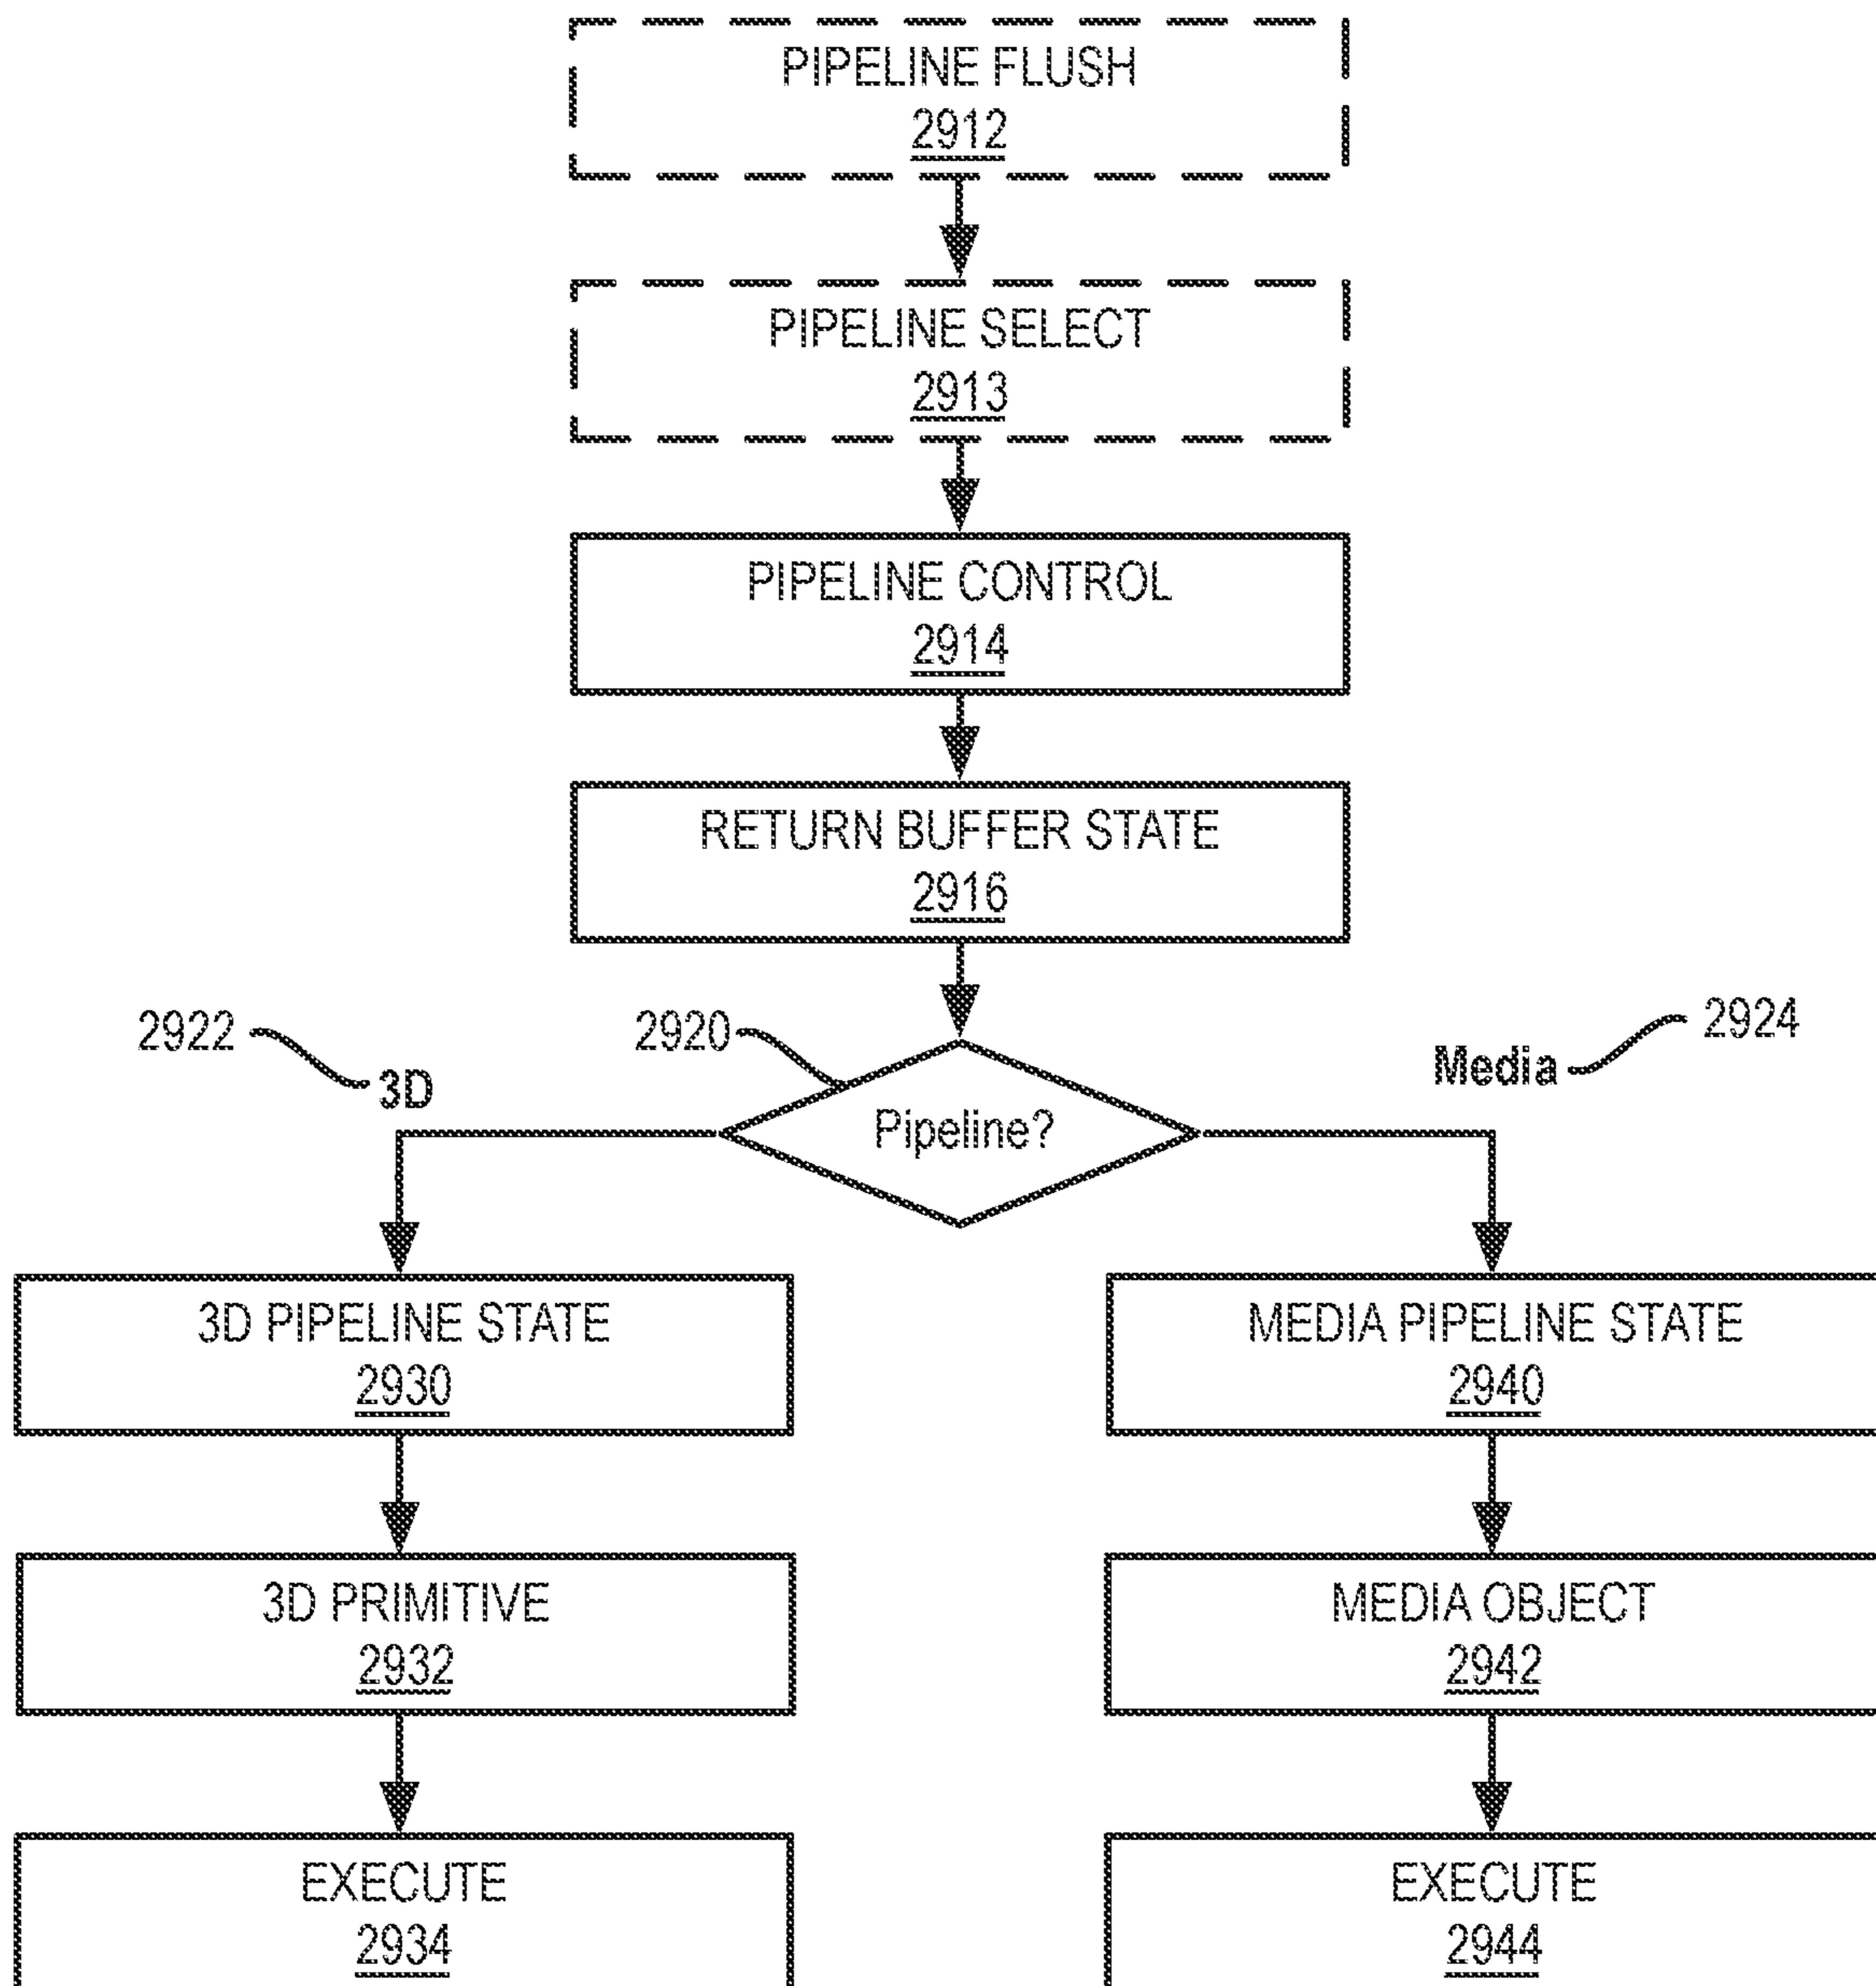 PIPELINE FLUSH
2912
PIPELINE SELECT
2913
PIPELINE CONTROL
2914
RETURN BUFFER STATE
2916
2922
2920
2924
3D
Media
Pipeline?
3D PIPELINE STATE
2930
MEDIA PIPELINE STATE
2940
3D PRIMITIVE
2932
MEDIA OBJECT
2942
EXECUTE
2934
EXECUTE
2944